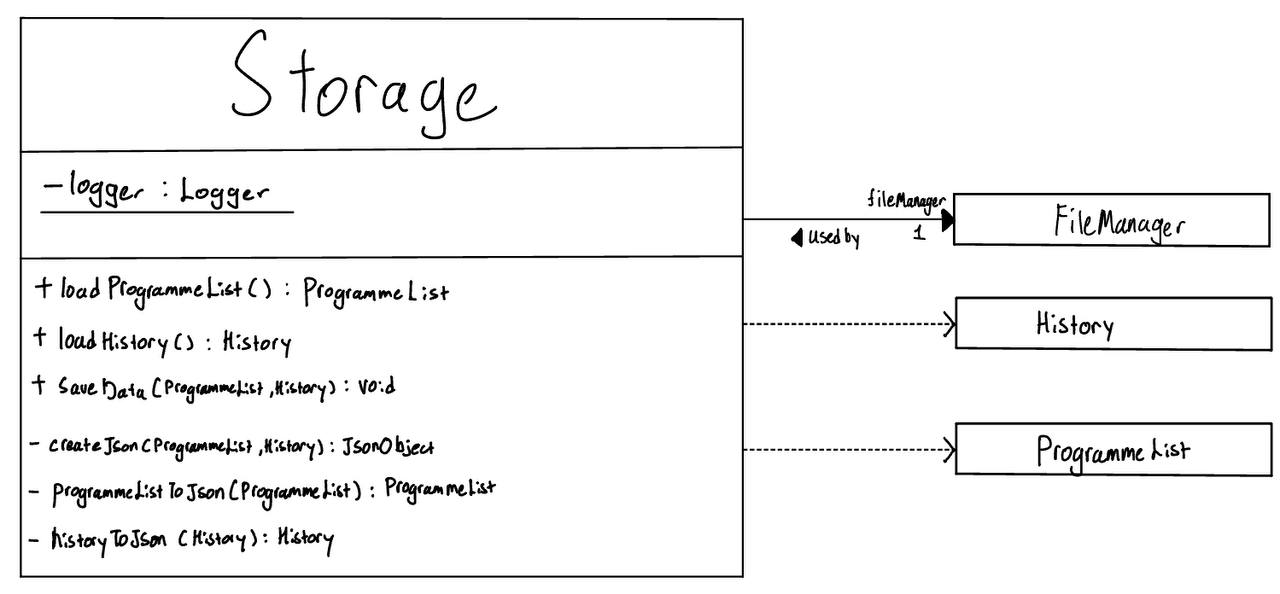 Storage
-logger : Logger
+ loadProgrammeList() : ProgrammeList
+ loadHistory() : History
+ saveData(ProgrammeList, History) : void
- createJson(ProgrammeList, History) : JsonObject
- programmeListToJson(ProgrammeList) : ProgrammeList
- historyToJson (History) : History
fileManager
◀ Used by 1
FileManager
History
ProgrammeList